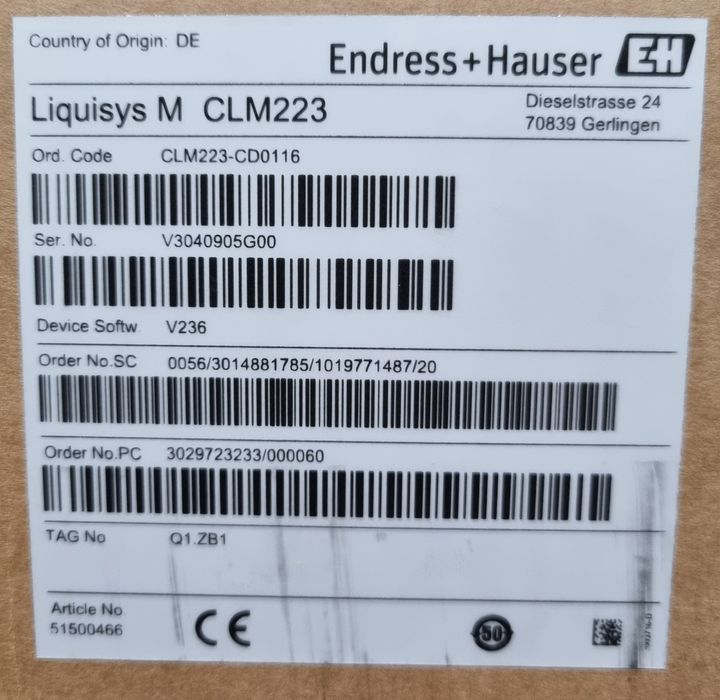 Country of Origin: DE
Endress+Hauser EH
Liquisys M CLM223
Dieselstrasse 24
70839 Gerlingen
Ord. Code CLM223-CD0116
Ser. No. V3040905G00
Device Softw V236
Order No.SC 0056/3014881785/1019771487/20
Order No.PC 3029723233/000060
TAG No Q1.ZB1
Article No
51500466
CE
50